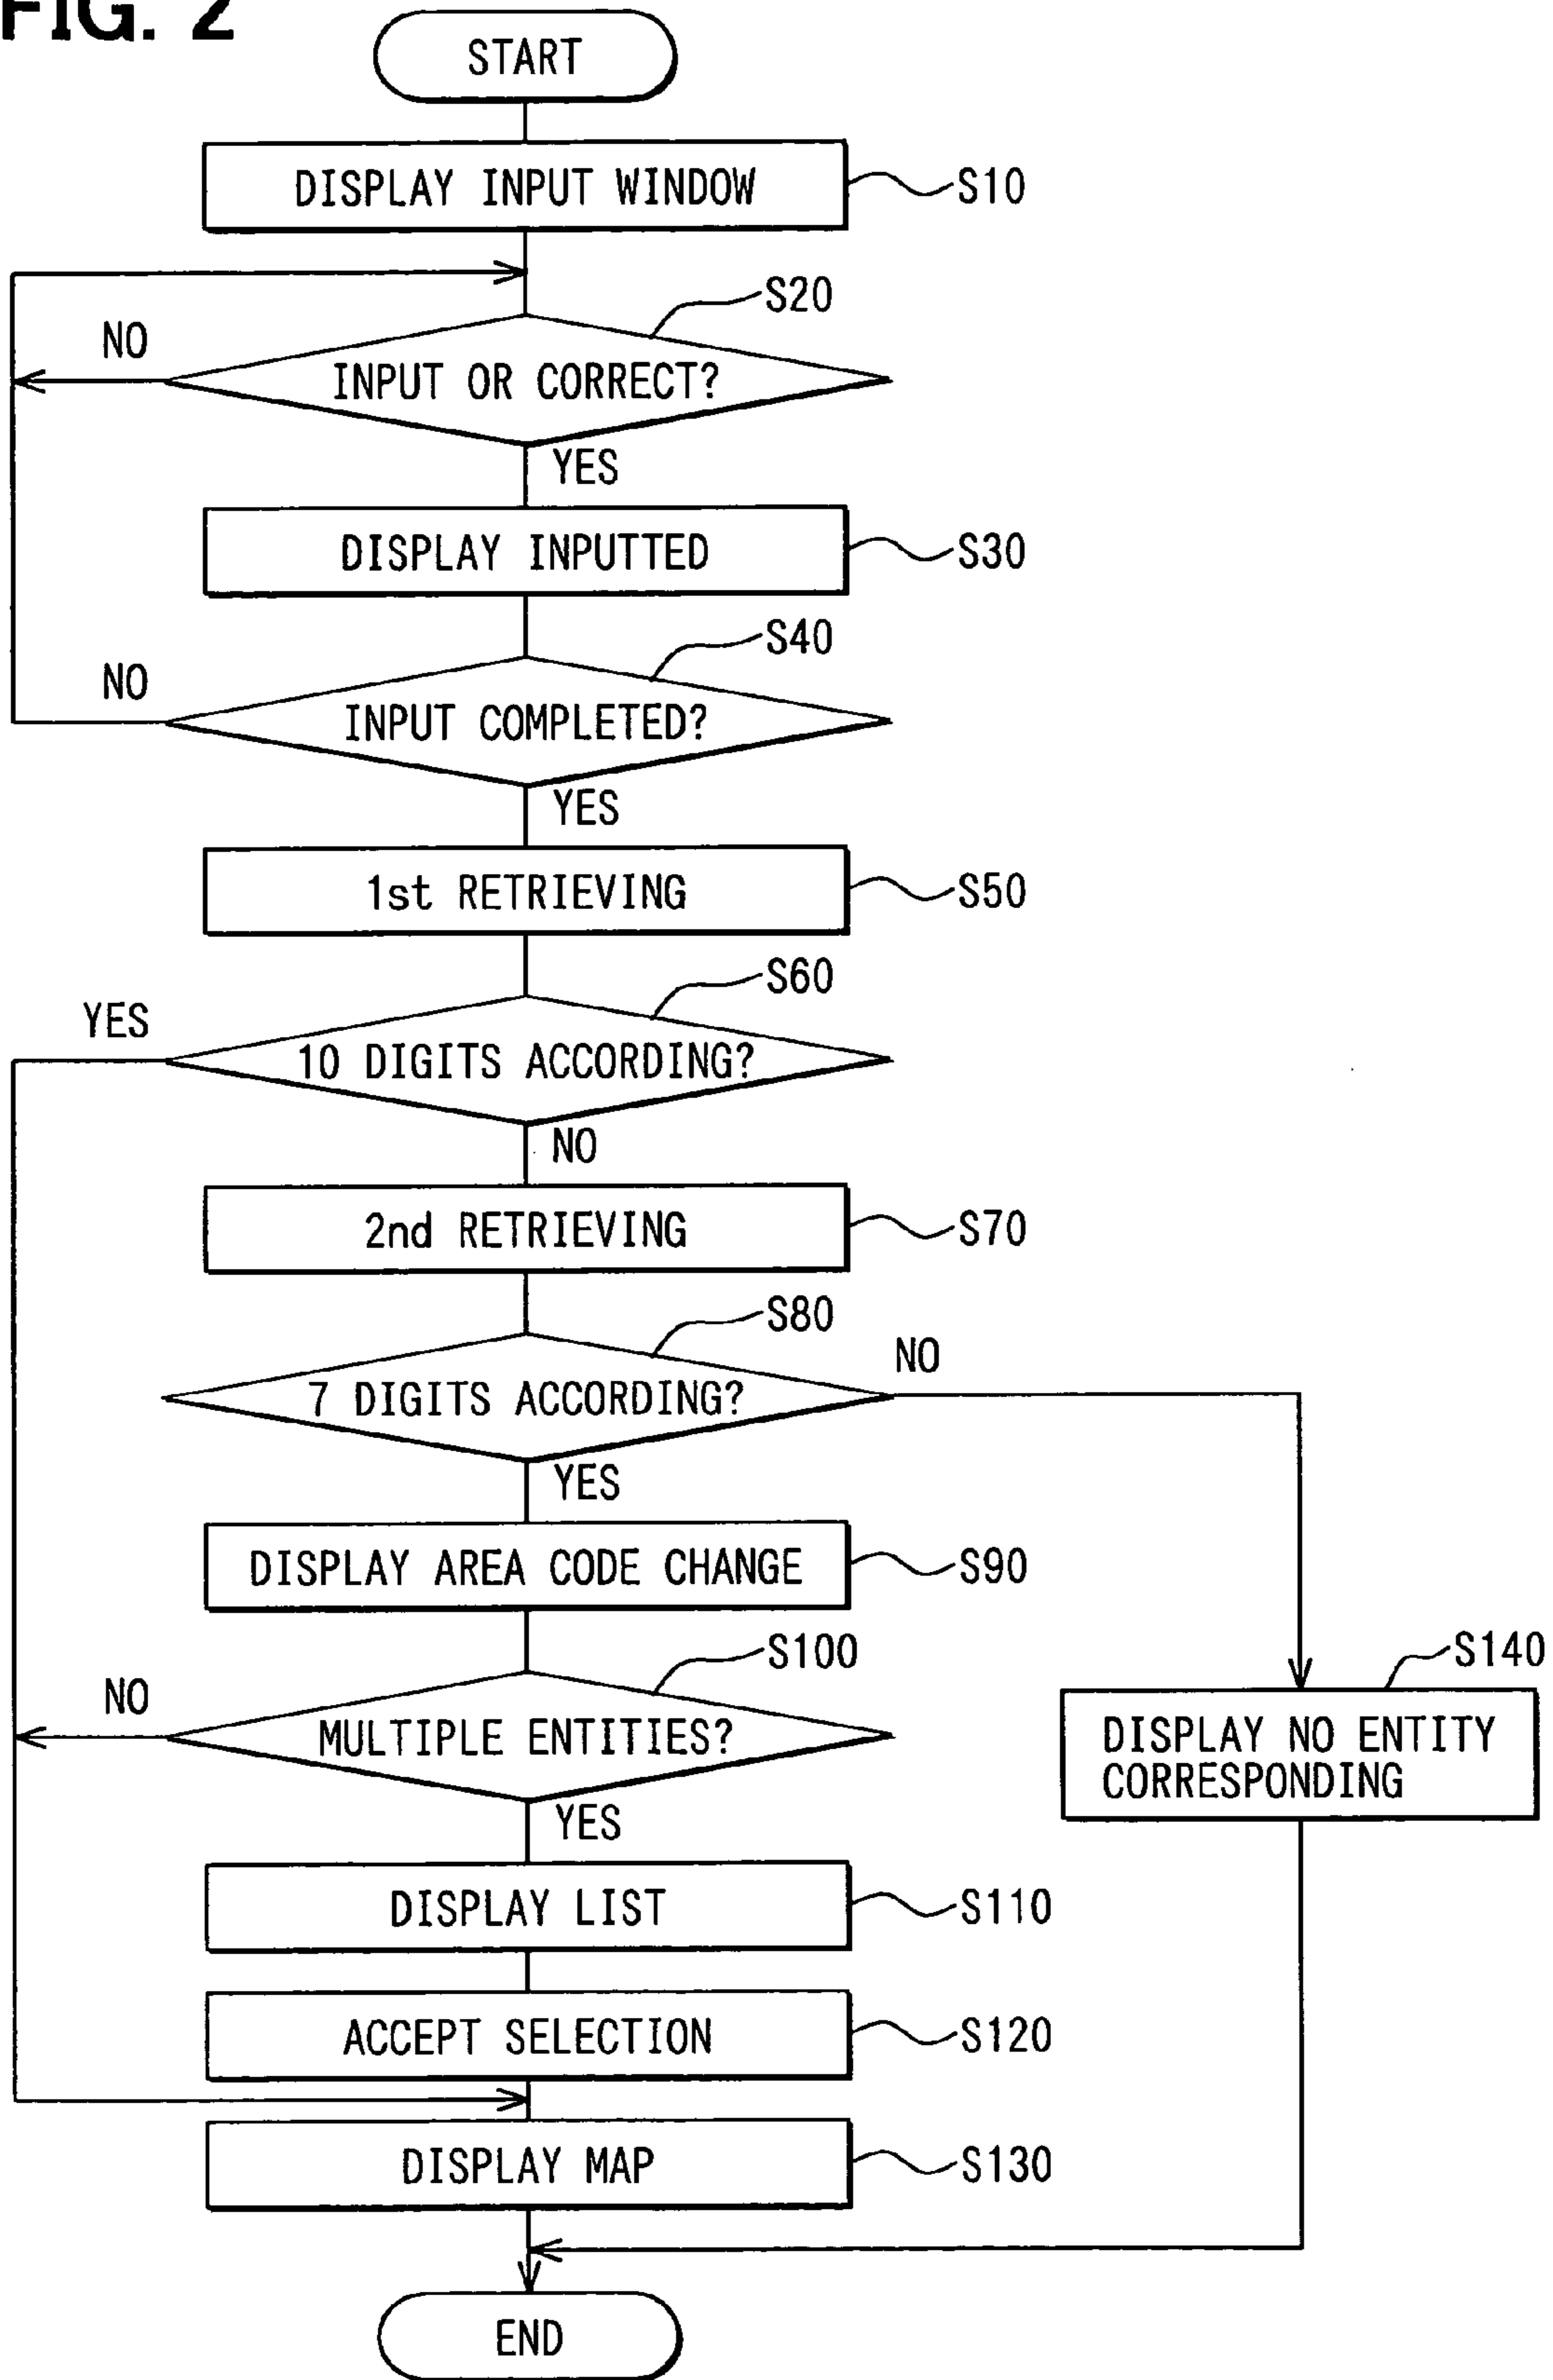 FIG. 2
START
DISPLAY INPUT WINDOW
S10
S20
NO
INPUT OR CORRECT?
YES
DISPLAY INPUTTED
S30
S40
NO
INPUT COMPLETED?
YES
1st RETRIEVING
S50
S60
YES
10 DIGITS ACCORDING?
NO
2nd RETRIEVING
S70
S80
NO
7 DIGITS ACCORDING?
YES
DISPLAY AREA CODE CHANGE
S90
S100
S140
NO
MULTIPLE ENTITIES?
DISPLAY NO ENTITY
CORRESPONDING
YES
DISPLAY LIST
S110
ACCEPT SELECTION
S120
DISPLAY MAP
S130
END